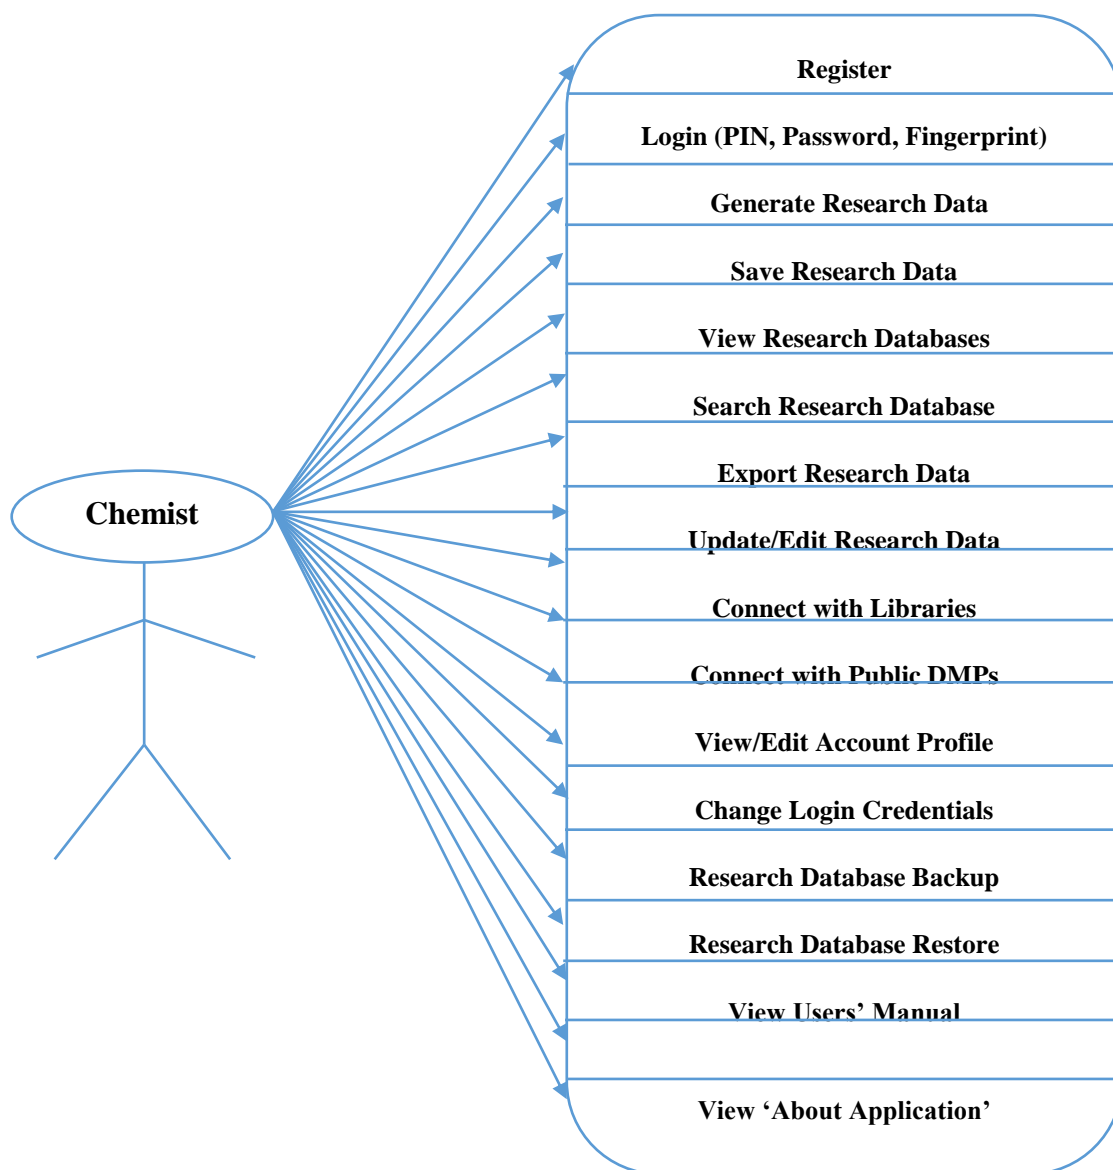 Register
Login (PIN, Password, Fingerprint)
Generate Research Data
Save Research Data
View Research Databases
Search Research Database
Export Research Data
Chemist
Update/Edit Research Data
Connect with Libraries
Connect with Public DMPs
View/Edit Account Profile
Change Login Credentials
Research Database Backup
Research Database Restore
View Users’ Manual
View ‘About Application’